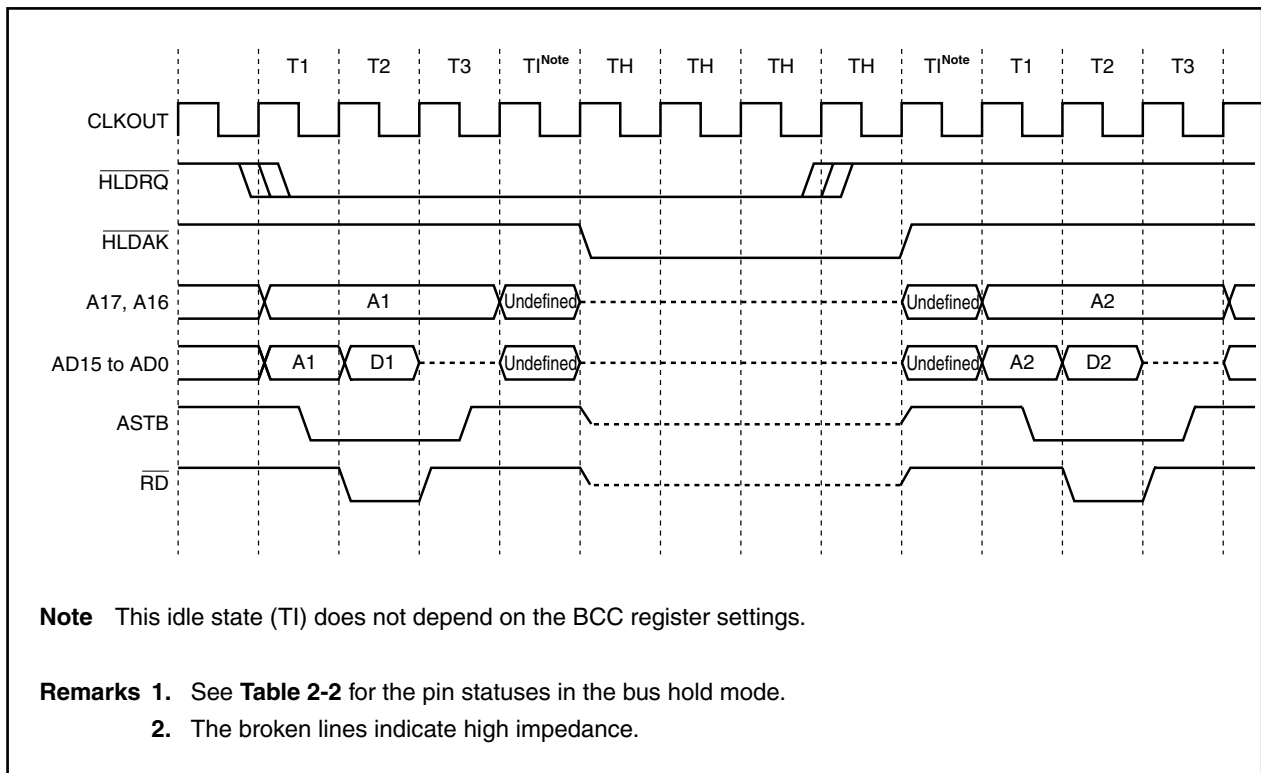 T1 T2 T3 TINote TH TH TH TH TINote T1 T2 T3
CLKOUT
HLDRQ
HLDAK
A17, A16 A1 Undefined Undefined A2
AD15 to AD0 A1 D1 Undefined Undefined A2 D2
ASTB
RD
Note This idle state (TI) does not depend on the BCC register settings.
Remarks 1. See Table 2-2 for the pin statuses in the bus hold mode.
2. The broken lines indicate high impedance.